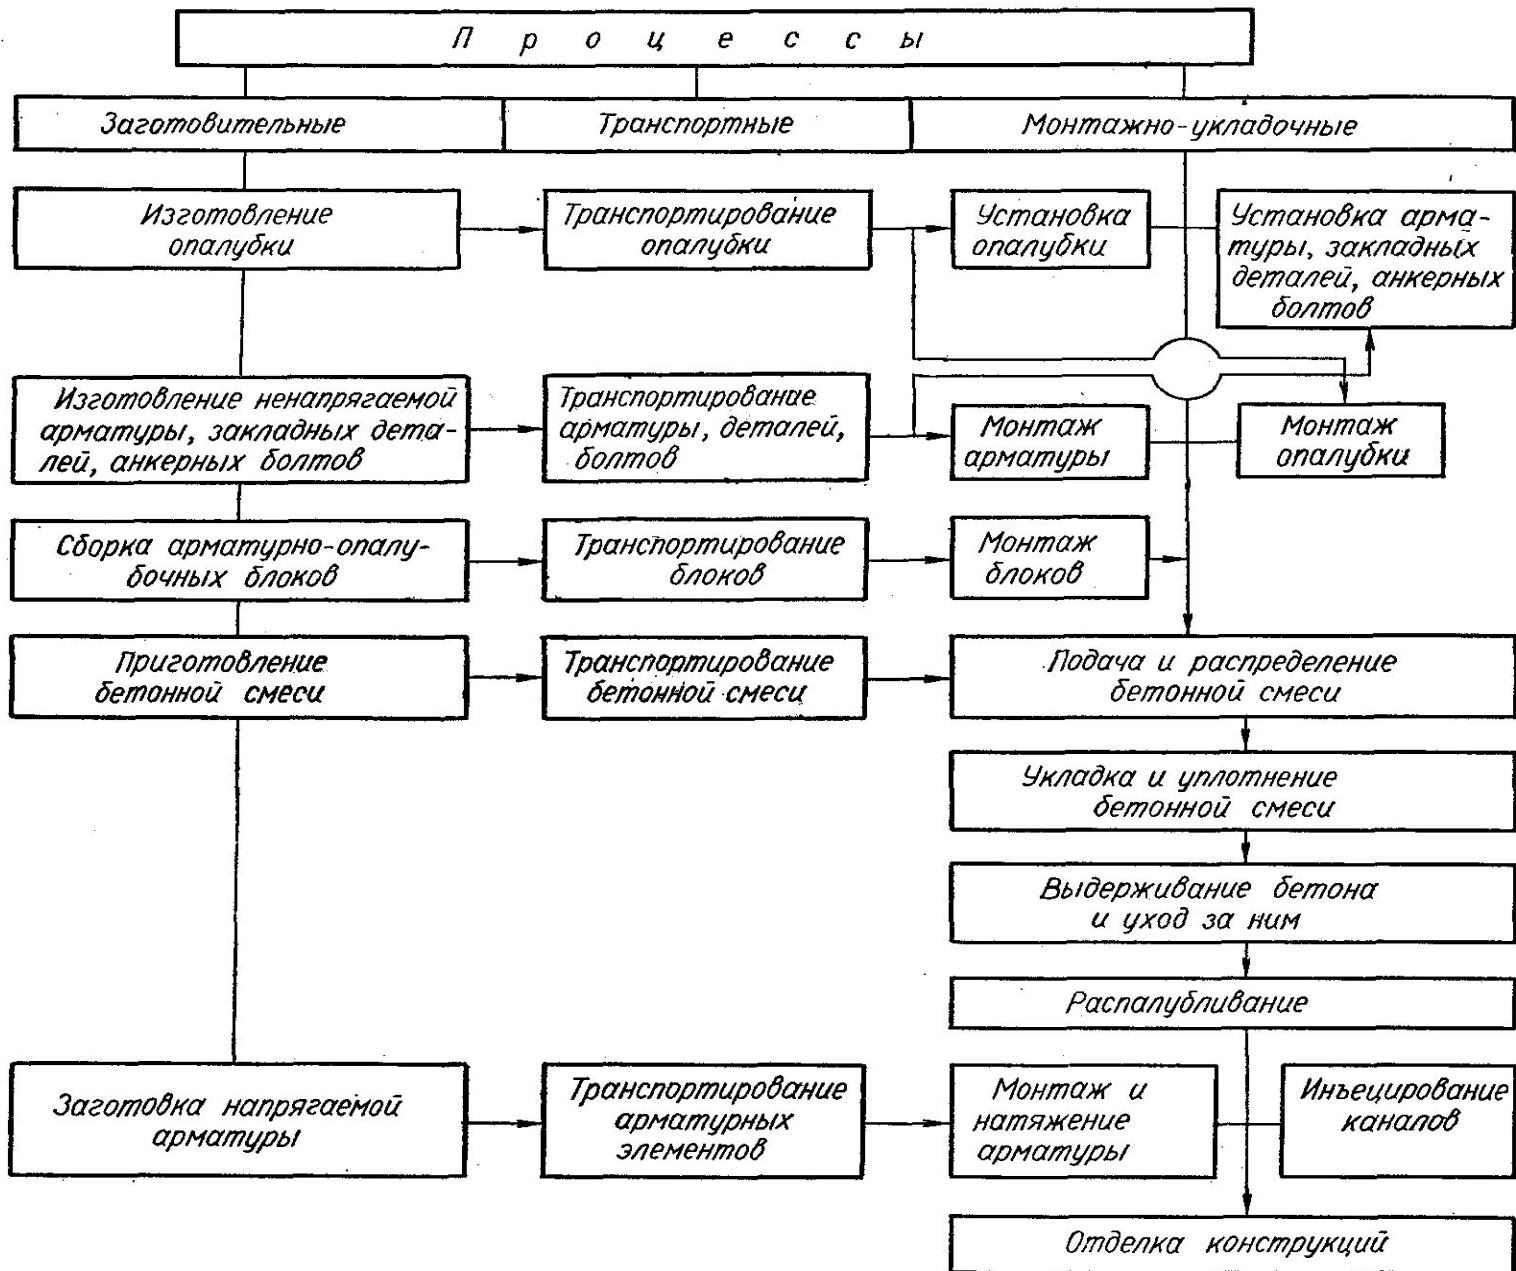 Процессы
Заготовительные
Транспортные
Монтажно-укладочные
Изготовление
опалубки
Транспортирование
опалубки
Установка
опалубки
Установка арма-
туры, закладных
деталей, анкерных
болтов
Изготовление ненапрягаемой
арматуры, закладных дета-
лей, анкерных болтов
Транспортирование
арматуры, деталей,
болтов
Монтаж
арматуры
Монтаж
опалубки
Сборка арматурно-опалу-
бочных блоков
Транспортирование
блоков
Монтаж
блоков
Приготовление
бетонной смеси
Транспортирование
бетонной смеси
Подача и распределение
бетонной смеси
Укладка и уплотнение
бетонной смеси
Выдерживание бетона
и уход за ним
Распалубливание
Заготовка напрягаемой
арматуры
Транспортирование
арматурных
элементов
Монтаж и
натяжение
арматуры
Инъецирование
каналов
Отделка конструкций